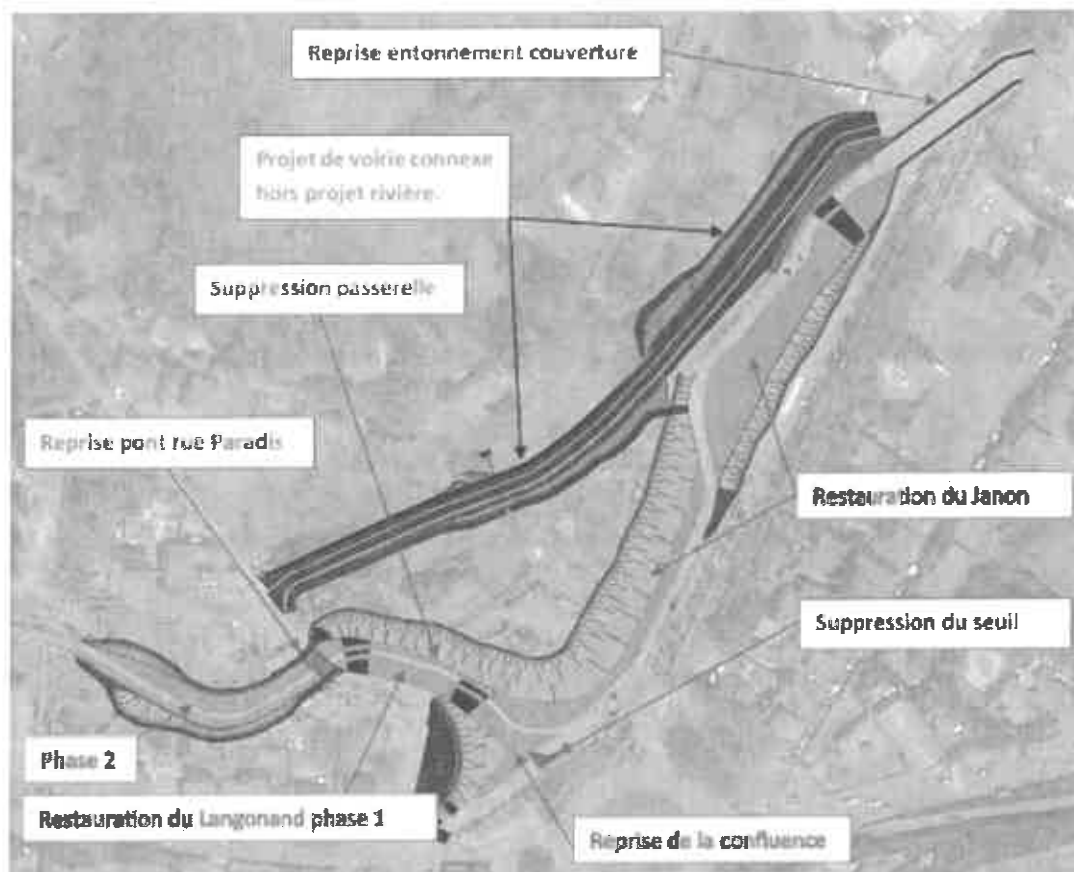 Reprise entonnement couverture
Projet de voirie connexe
hors projet rivière.
Suppression passerelle
Reprise pont rue Paradis
Restauration du Janon
Suppression du seuil
Phase 2
Restauration du Langonand phase 1
Reprise de la confluence